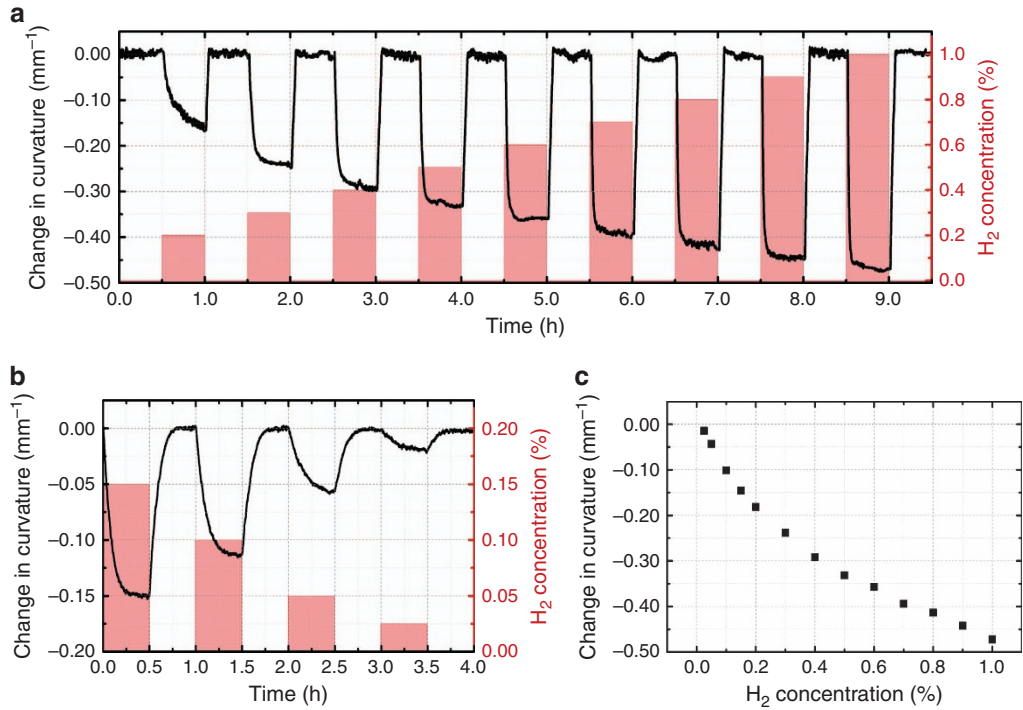 a
0.00
–0.10
–0.20
–0.30
–0.40
–0.50
Change in curvature (mm⁻¹)
0.0 1.0 2.0 3.0 4.0 5.0 6.0 7.0 8.0 9.0
Time (h)
1.0
0.8
0.6
0.4
0.2
0.0
H₂ concentration (%)
b
0.00
–0.05
–0.10
–0.15
–0.20
Change in curvature (mm⁻¹)
0.0 0.5 1.0 1.5 2.0 2.5 3.0 3.5 4.0
Time (h)
0.20
0.15
0.10
0.05
0.00
H₂ concentration (%)
c
0.00
–0.10
–0.20
–0.30
–0.40
–0.50
Change in curvature (mm⁻¹)
0.0 0.2 0.4 0.6 0.8 1.0
H₂ concentration (%)